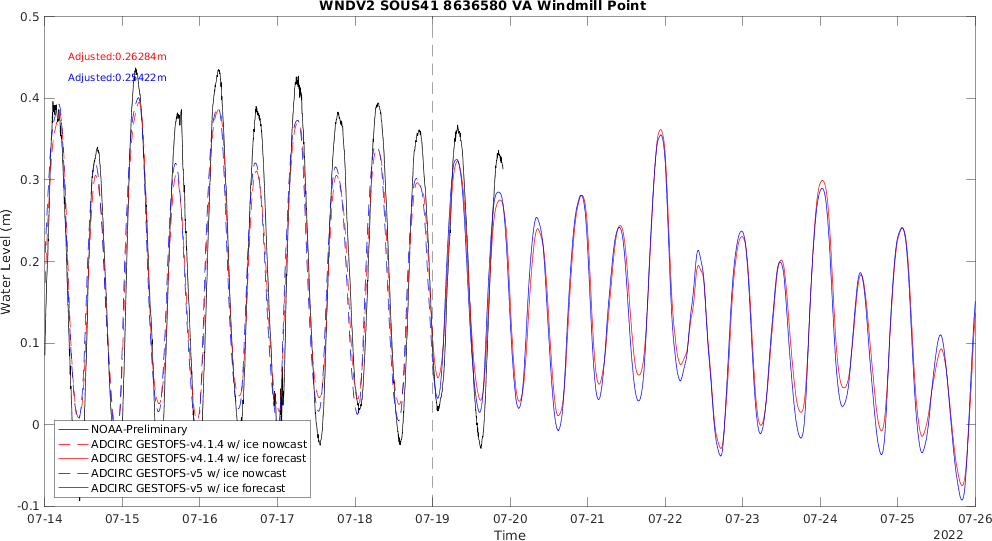 WNDV2 SOUS41 8636580 VA Windmill Point
Adjusted:0.26284m
Adjusted:0.25422m
Water Level (m)
0.5
0.4
0.3
0.2
0.1
0
-0.1
NOAA-Preliminary
ADCIRC GESTOFS-v4.1.4 w/ ice nowcast
ADCIRC GESTOFS-v4.1.4 w/ ice forecast
ADCIRC GESTOFS-v5 w/ ice nowcast
ADCIRC GESTOFS-v5 w/ ice forecast
07-14 07-15 07-16 07-17 07-18 07-19 07-20 07-21 07-22 07-23 07-24 07-25 07-26
Time
2022